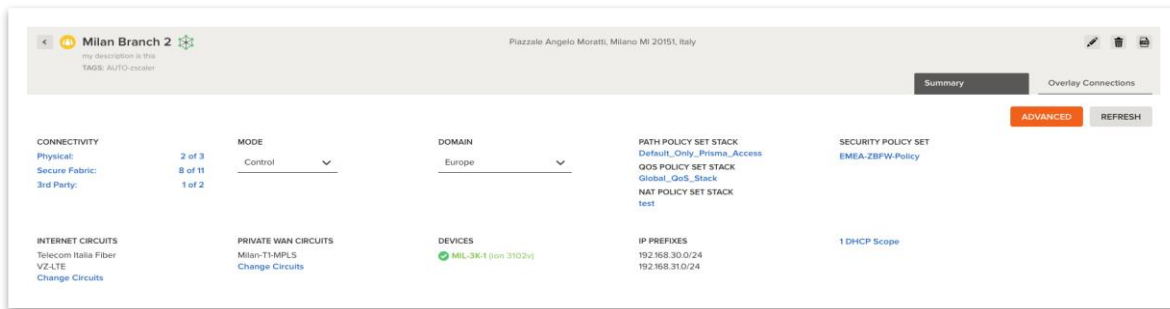 Milan Branch 2
my description is this
TAGS: AUTO-zscaler
Piazzale Angelo Moratti, Milano MI 20151, Italy
Summary
Overlay Connections
ADVANCED
REFRESH
CONNECTIVITY
Physical: 2 of 3
Secure Fabric: 8 of 11
3rd Party: 1 of 2
MODE
Control
DOMAIN
Europe
PATH POLICY SET STACK
Default_Only_Prisma_Access
QOS POLICY SET STACK
Global_QoS_Stack
NAT POLICY SET STACK
test
SECURITY POLICY SET
EMEA-ZBFW-Policy
INTERNET CIRCUITS
Telecom Italia Fiber
VZ-LTE
Change Circuits
PRIVATE WAN CIRCUITS
Milan-T1-MPLS
Change Circuits
DEVICES
MIL-3K-1 (ion 3102v)
IP PREFIXES
192.168.30.0/24
192.168.31.0/24
1 DHCP Scope